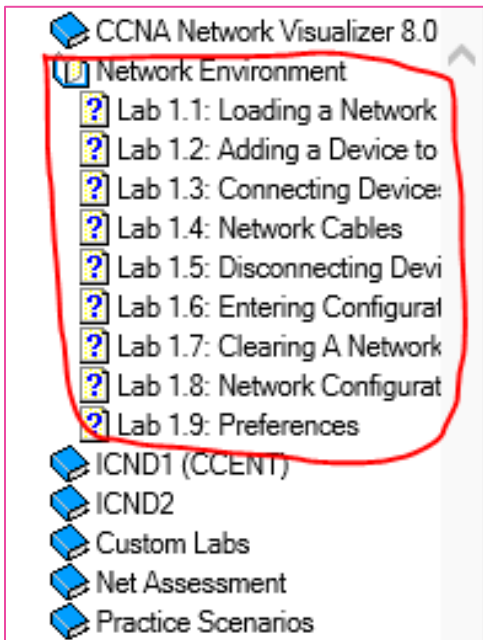 CCNA Network Visualizer 8.0
Network Environment
Lab 1.1: Loading a Network
Lab 1.2: Adding a Device to
Lab 1.3: Connecting Devices
Lab 1.4: Network Cables
Lab 1.5: Disconnecting Devi
Lab 1.6: Entering Configurat
Lab 1.7: Clearing A Network
Lab 1.8: Network Configurat
Lab 1.9: Preferences
ICND1 (CCENT)
ICND2
Custom Labs
Net Assessment
Practice Scenarios